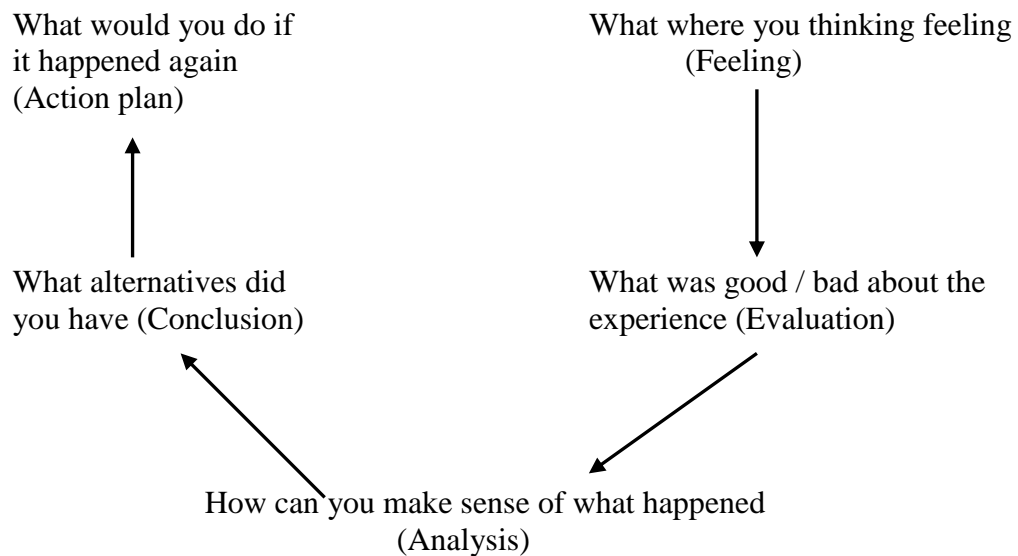 What would you do if
it happened again
(Action plan)
What where you thinking feeling
(Feeling)
What alternatives did
you have (Conclusion)
What was good / bad about the
experience (Evaluation)
How can you make sense of what happened
(Analysis)